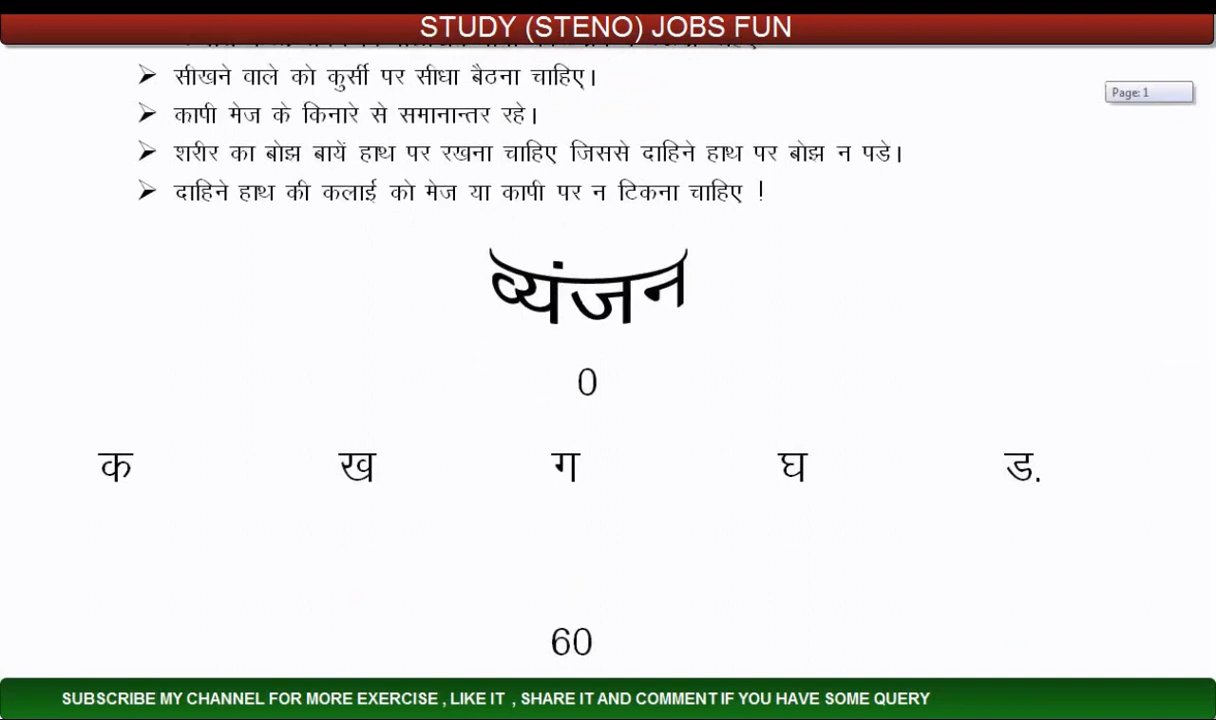 STUDY (STENO) JOBS FUN
सीखने वाले को कुर्सी पर सीधा बैठना चाहिए।
Page: 1
कापी मेज के किनारे से समानान्तर रहे।
शरीर का बोझ बायें हाथ पर रखना चाहिए जिससे दाहिने हाथ पर बोझ न पडे।
दाहिने हाथ की कलाई को मेज या कापी पर न टिकना चाहिए !
व्यंजन
0
क ख ग घ ड.
60
SUBSCRIBE MY CHANNEL FOR MORE EXERCISE , LIKE IT , SHARE IT AND COMMENT IF YOU HAVE SOME QUERY